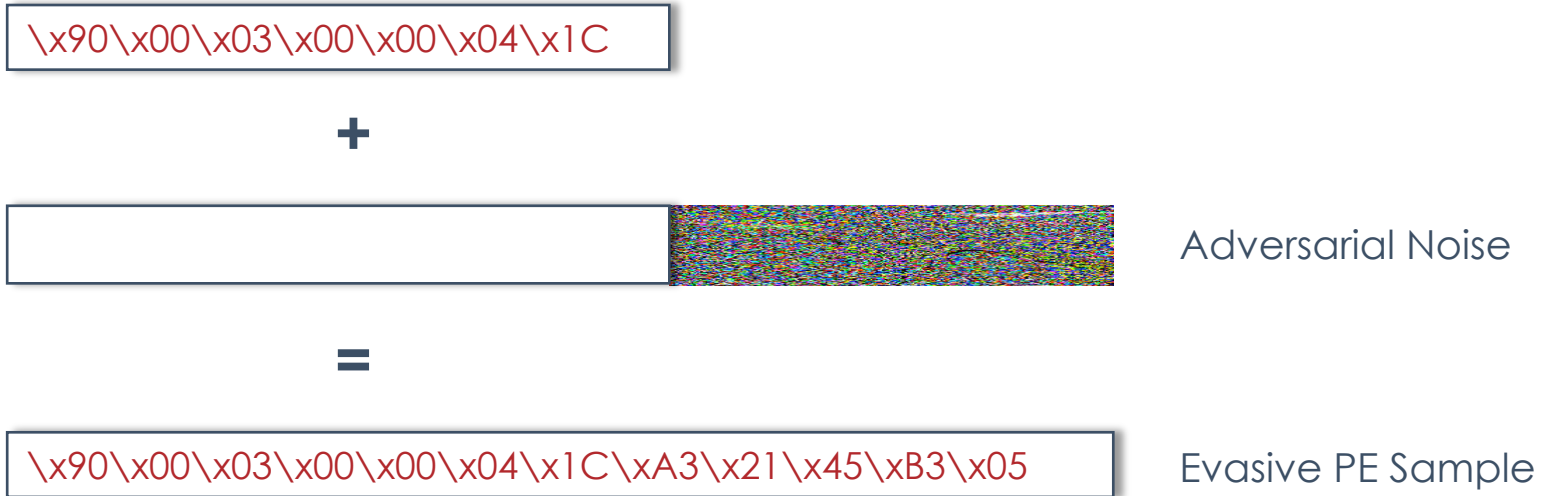 \x90\x00\x03\x00\x00\x04\x1C
+
Adversarial Noise
=
\x90\x00\x03\x00\x00\x04\x1C\xA3\x21\x45\xB3\x05 Evasive PE Sample